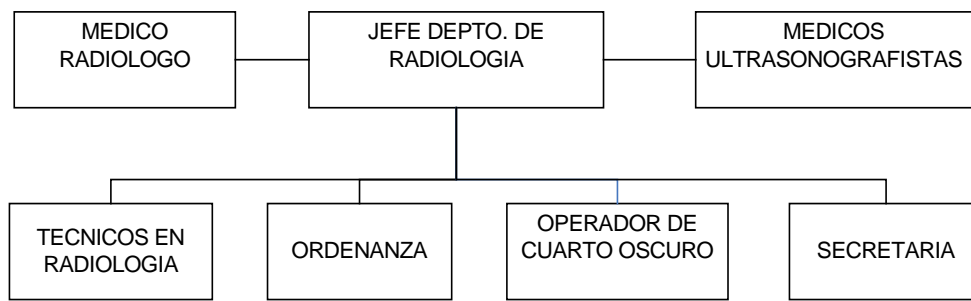 MEDICO
RADIOLOGO
JEFE DEPTO. DE
RADIOLOGIA
MEDICOS
ULTRASONOGRAFISTAS
TECNICOS EN
RADIOLOGIA
ORDENANZA
OPERADOR DE
CUARTO OSCURO
SECRETARIA